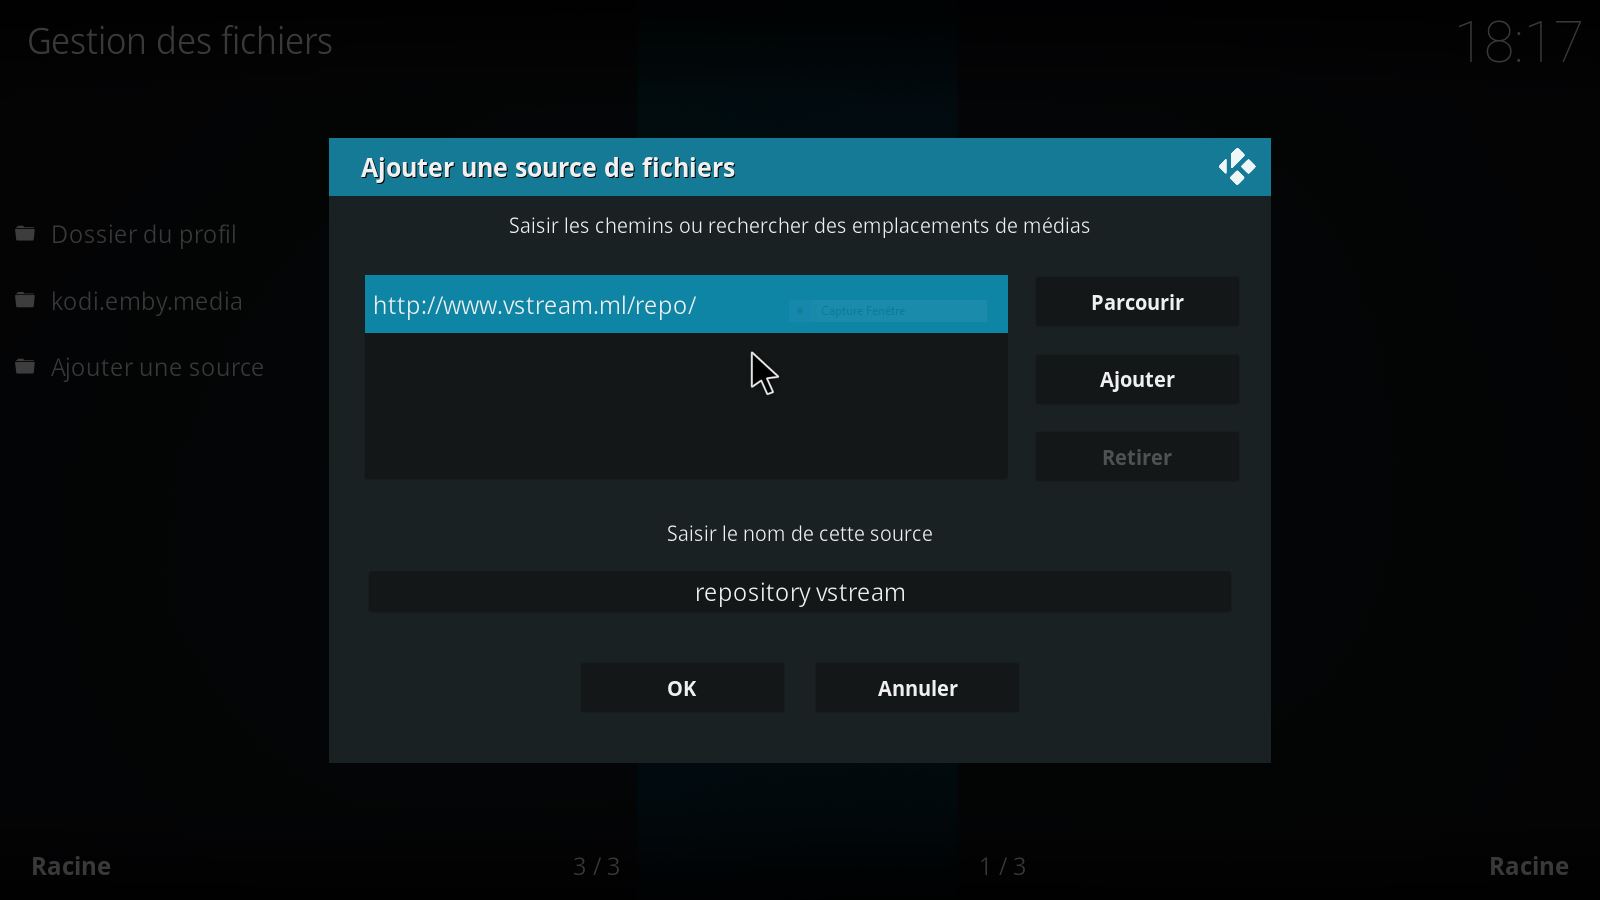 Gestion des fichiers
18:17
Ajouter une source de fichiers
Saisir les chemins ou rechercher des emplacements de médias
Dossier du profil
kodi.emby.media
Ajouter une source
http://www.vstream.ml/repo/
Capture Fenêtre
Parcourir
Ajouter
Retirer
Saisir le nom de cette source
repository vstream
OK
Annuler
Racine
3 / 3
1 / 3
Racine